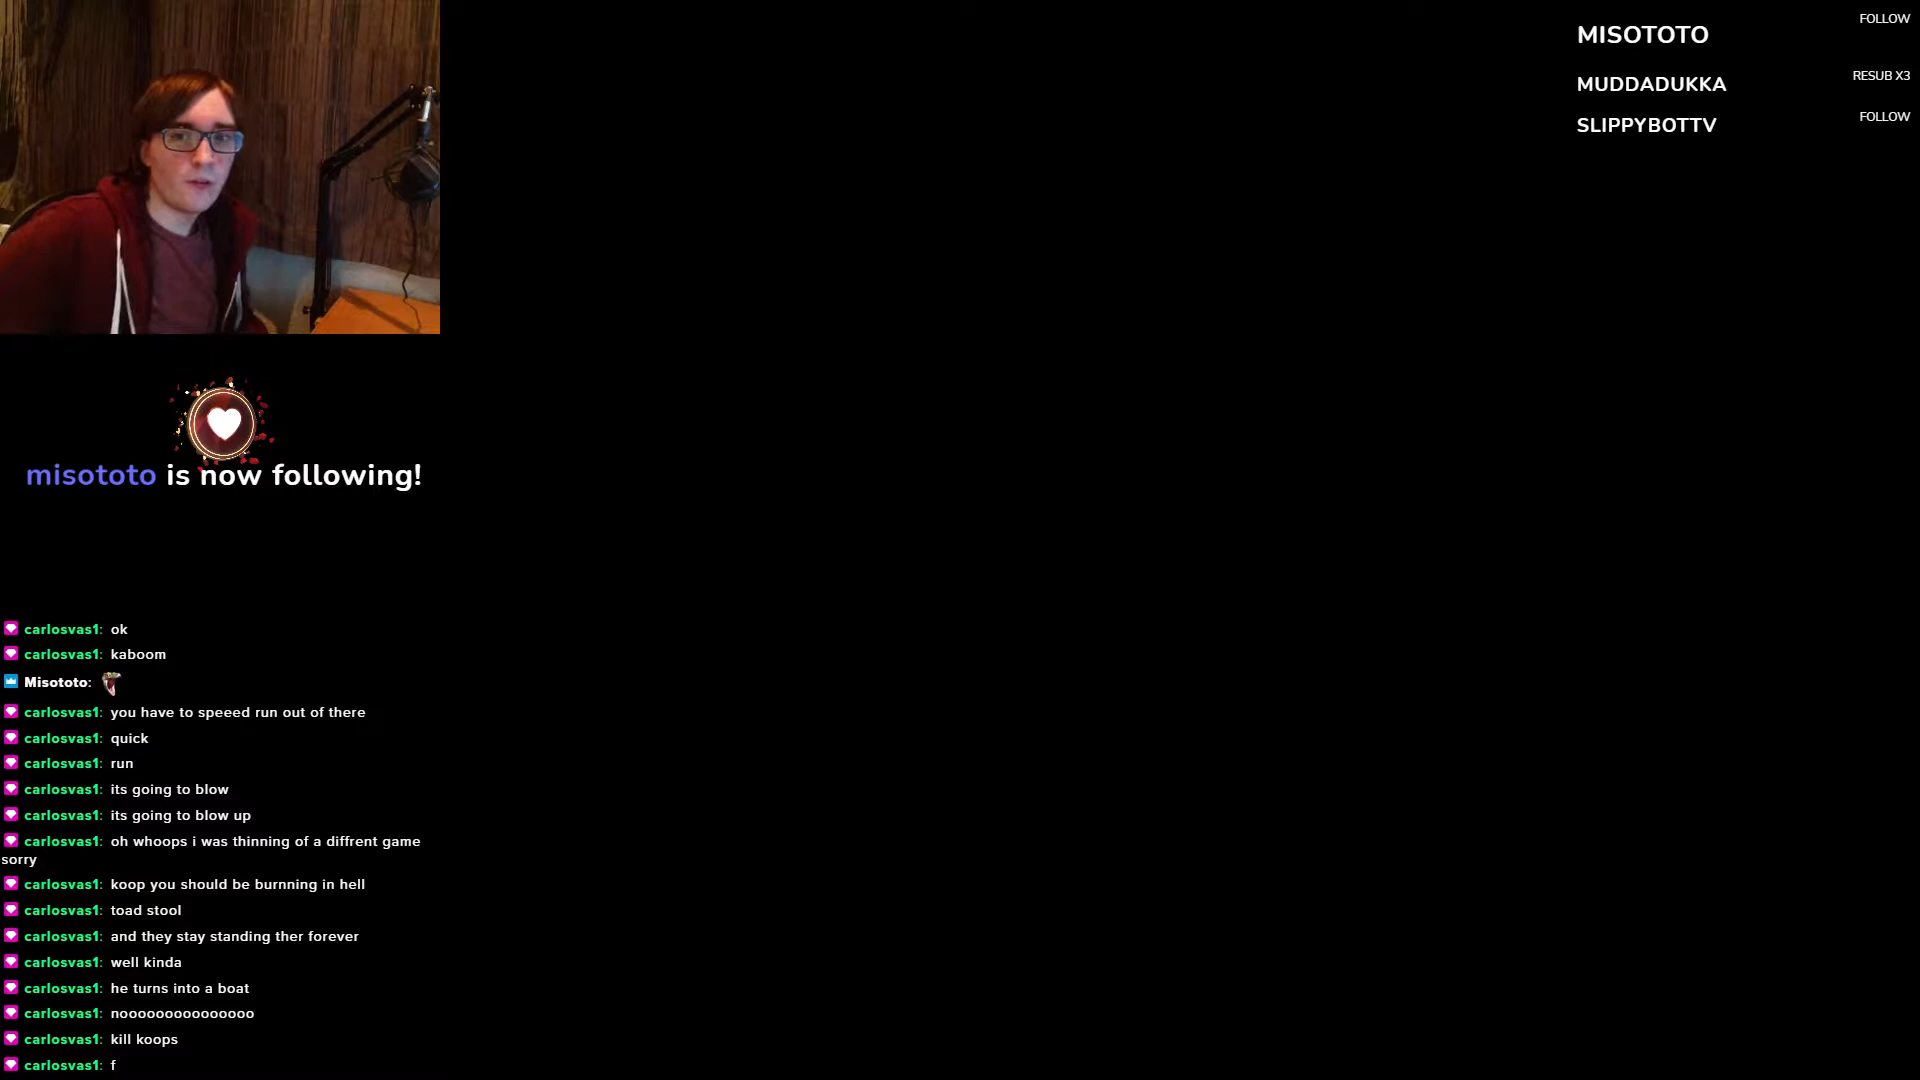 MISOTOTO FOLLOW
MUDDADUKKA RESUB X3
SLIPPYBOTTV FOLLOW
misototo is now following!
carlosvas1: ok
carlosvas1: kaboom
Misototo:
carlosvas1: you have to speeed run out of there
carlosvas1: quick
carlosvas1: run
carlosvas1: its going to blow
carlosvas1: its going to blow up
carlosvas1: oh whoops i was thinning of a diffrent game
sorry
carlosvas1: koop you should be burnning in hell
carlosvas1: toad stool
carlosvas1: and they stay standing ther forever
carlosvas1: well kinda
carlosvas1: he turns into a boat
carlosvas1: nooooooooooooooo
carlosvas1: kill koops
carlosvas1: f